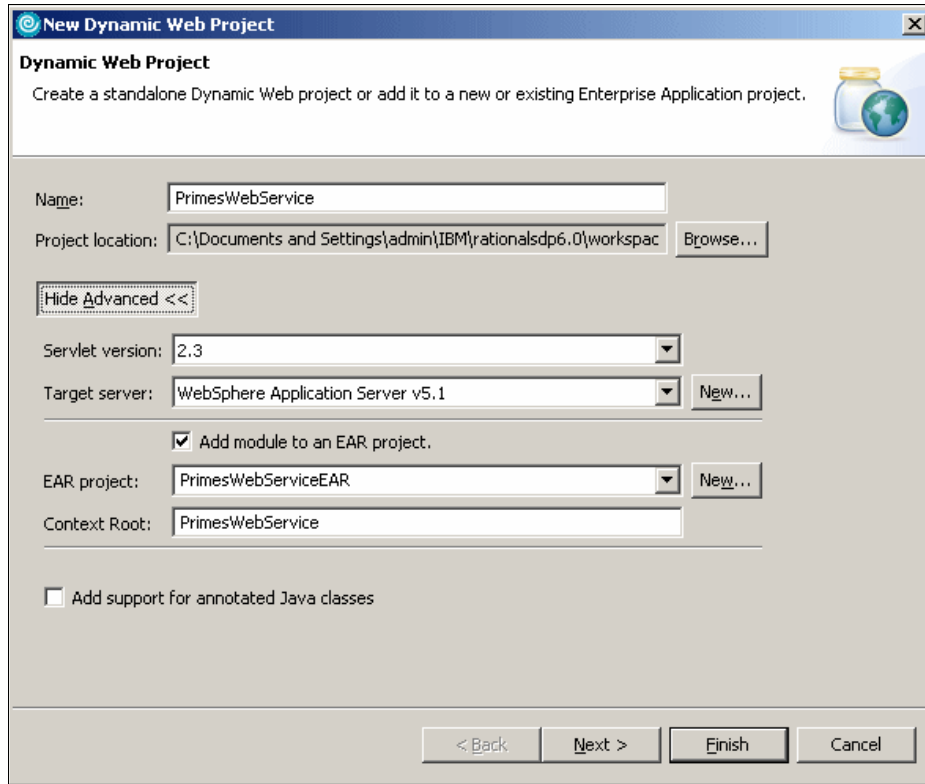 New Dynamic Web Project
Dynamic Web Project
Create a standalone Dynamic Web project or add it to a new or existing Enterprise Application project.
Name: PrimesWebService
Project location: C:\Documents and Settings\admin\IBM\rationalsdp6.0\workspac Browse...
Hide Advanced <<
Servlet version: 2.3
Target server: WebSphere Application Server v5.1 New...
Add module to an EAR project.
EAR project: PrimesWebServiceEAR New...
Context Root: PrimesWebService
Add support for annotated Java classes
< Back Next > Finish Cancel